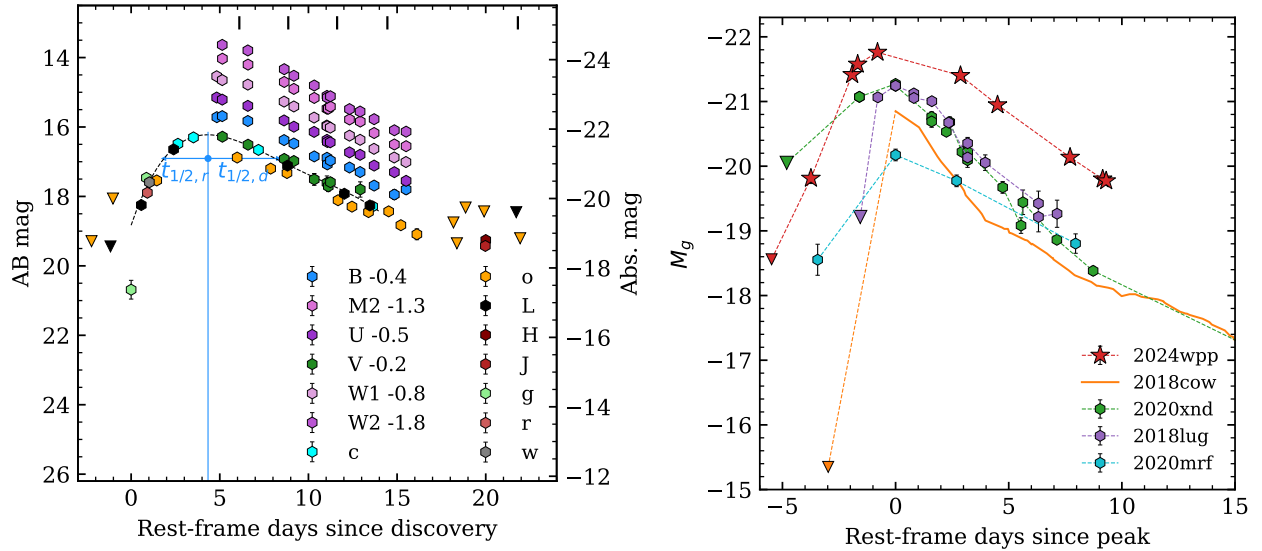 14
16
18
20
22
24
26
AB mag
0
5
10
15
20
Rest-frame days since discovery
−24
−22
−20
−18
−16
−14
−12
Abs. mag
t1/2, r
t1/2, d
B -0.4
M2 -1.3
U -0.5
V -0.2
W1 -0.8
W2 -1.8
c
o
L
H
J
g
r
w
−22
−21
−20
−19
−18
−17
−16
−15
Mg
−5
0
5
10
15
Rest-frame days since peak
2024wpp
2018cow
2020xnd
2018lug
2020mrf